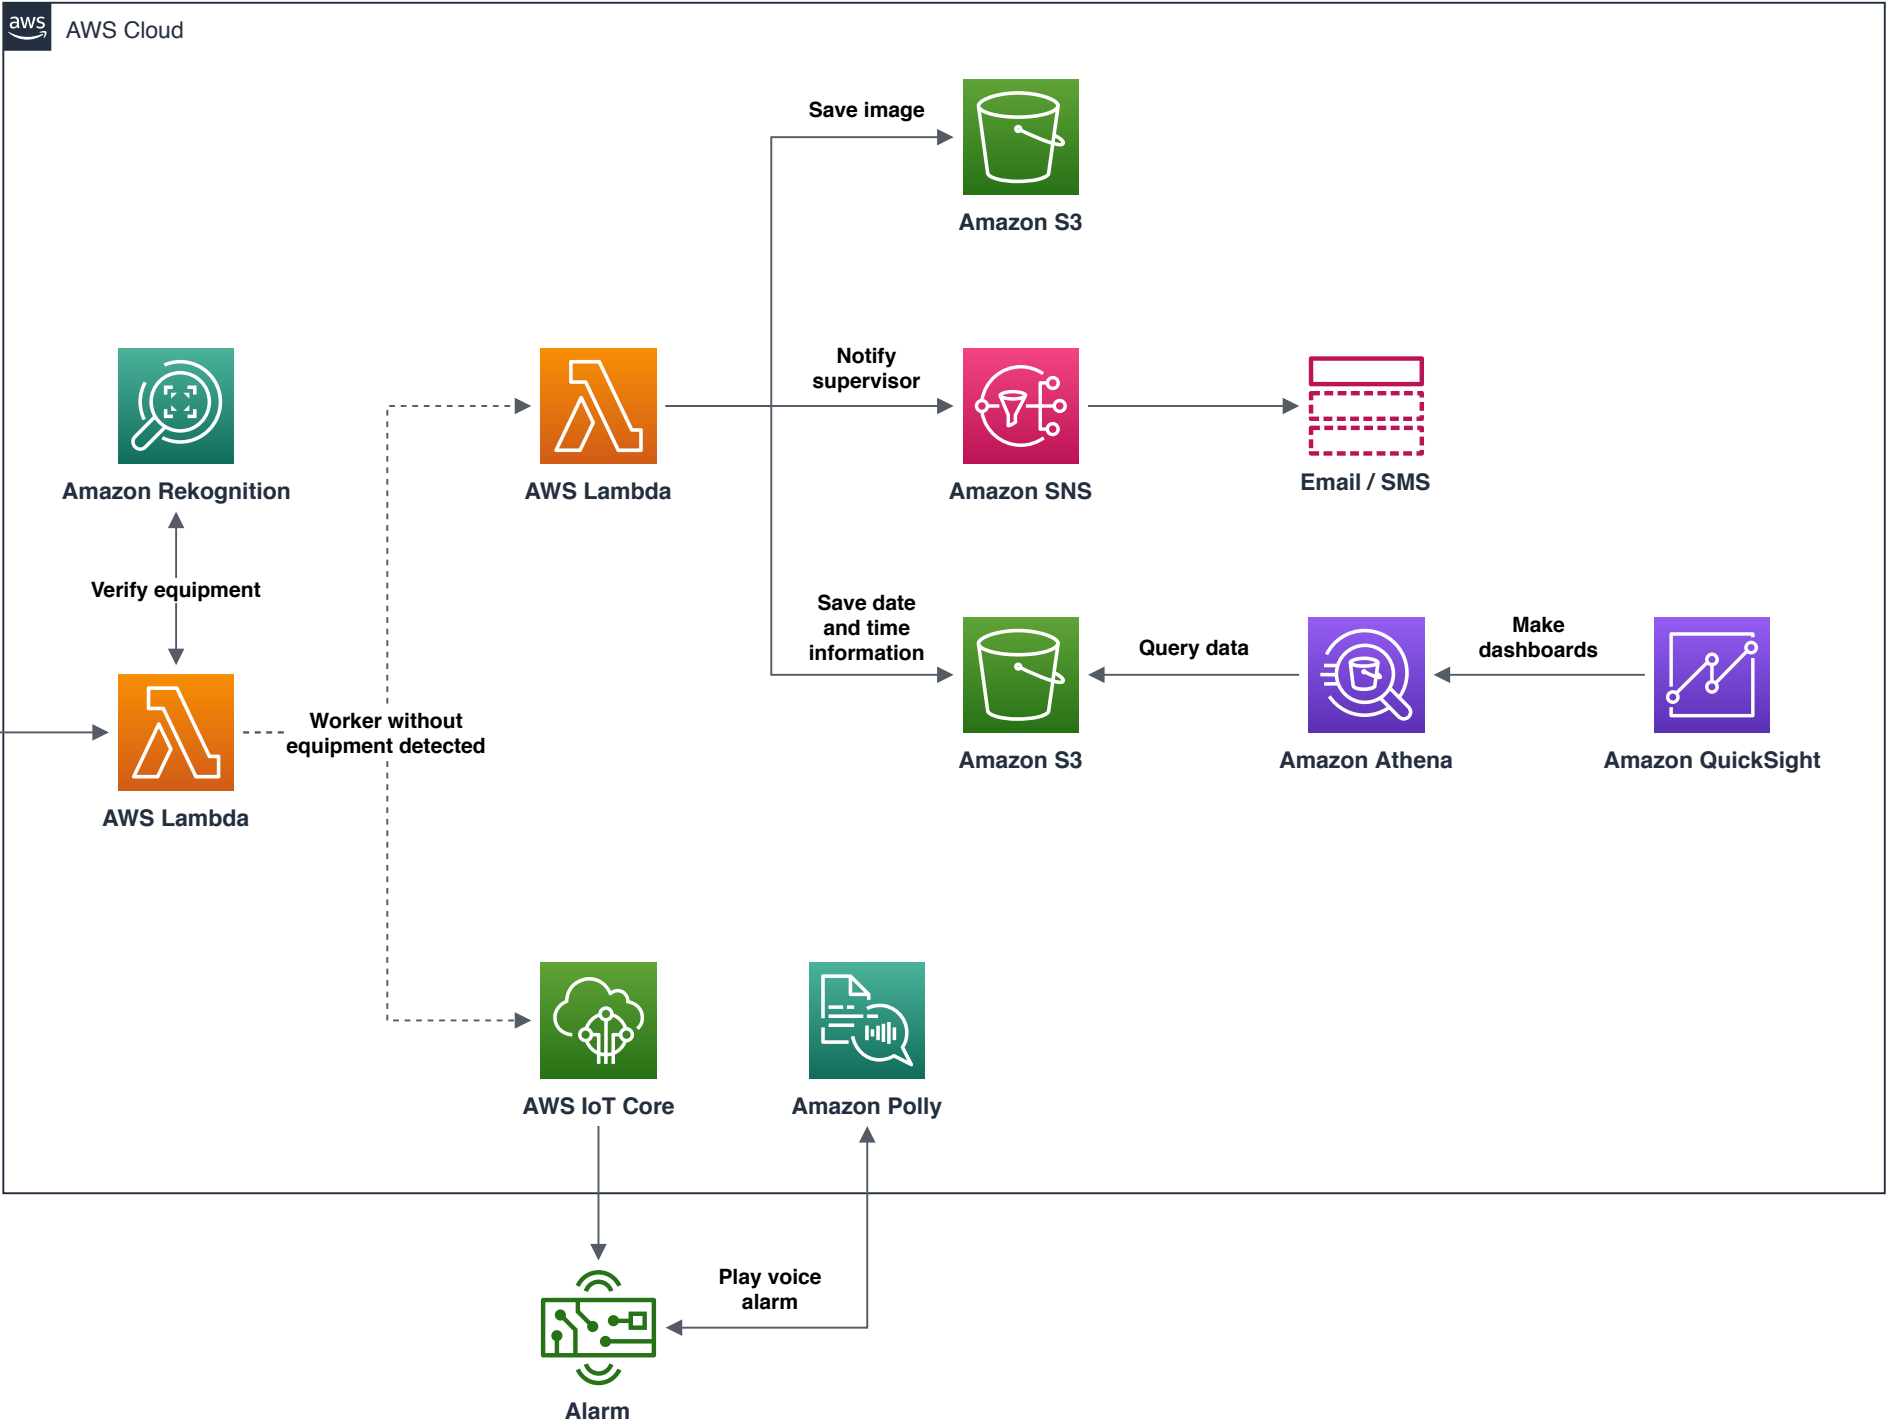 aws
AWS Cloud
Save image
Amazon S3
Notify
supervisor
Amazon Rekognition
AWS Lambda
Amazon SNS
Email / SMS
Verify equipment
Save date
and time
information
Query data
Make
dashboards
Worker without
equipment detected
Amazon S3
Amazon Athena
Amazon QuickSight
AWS Lambda
AWS IoT Core
Amazon Polly
Play voice
alarm
Alarm